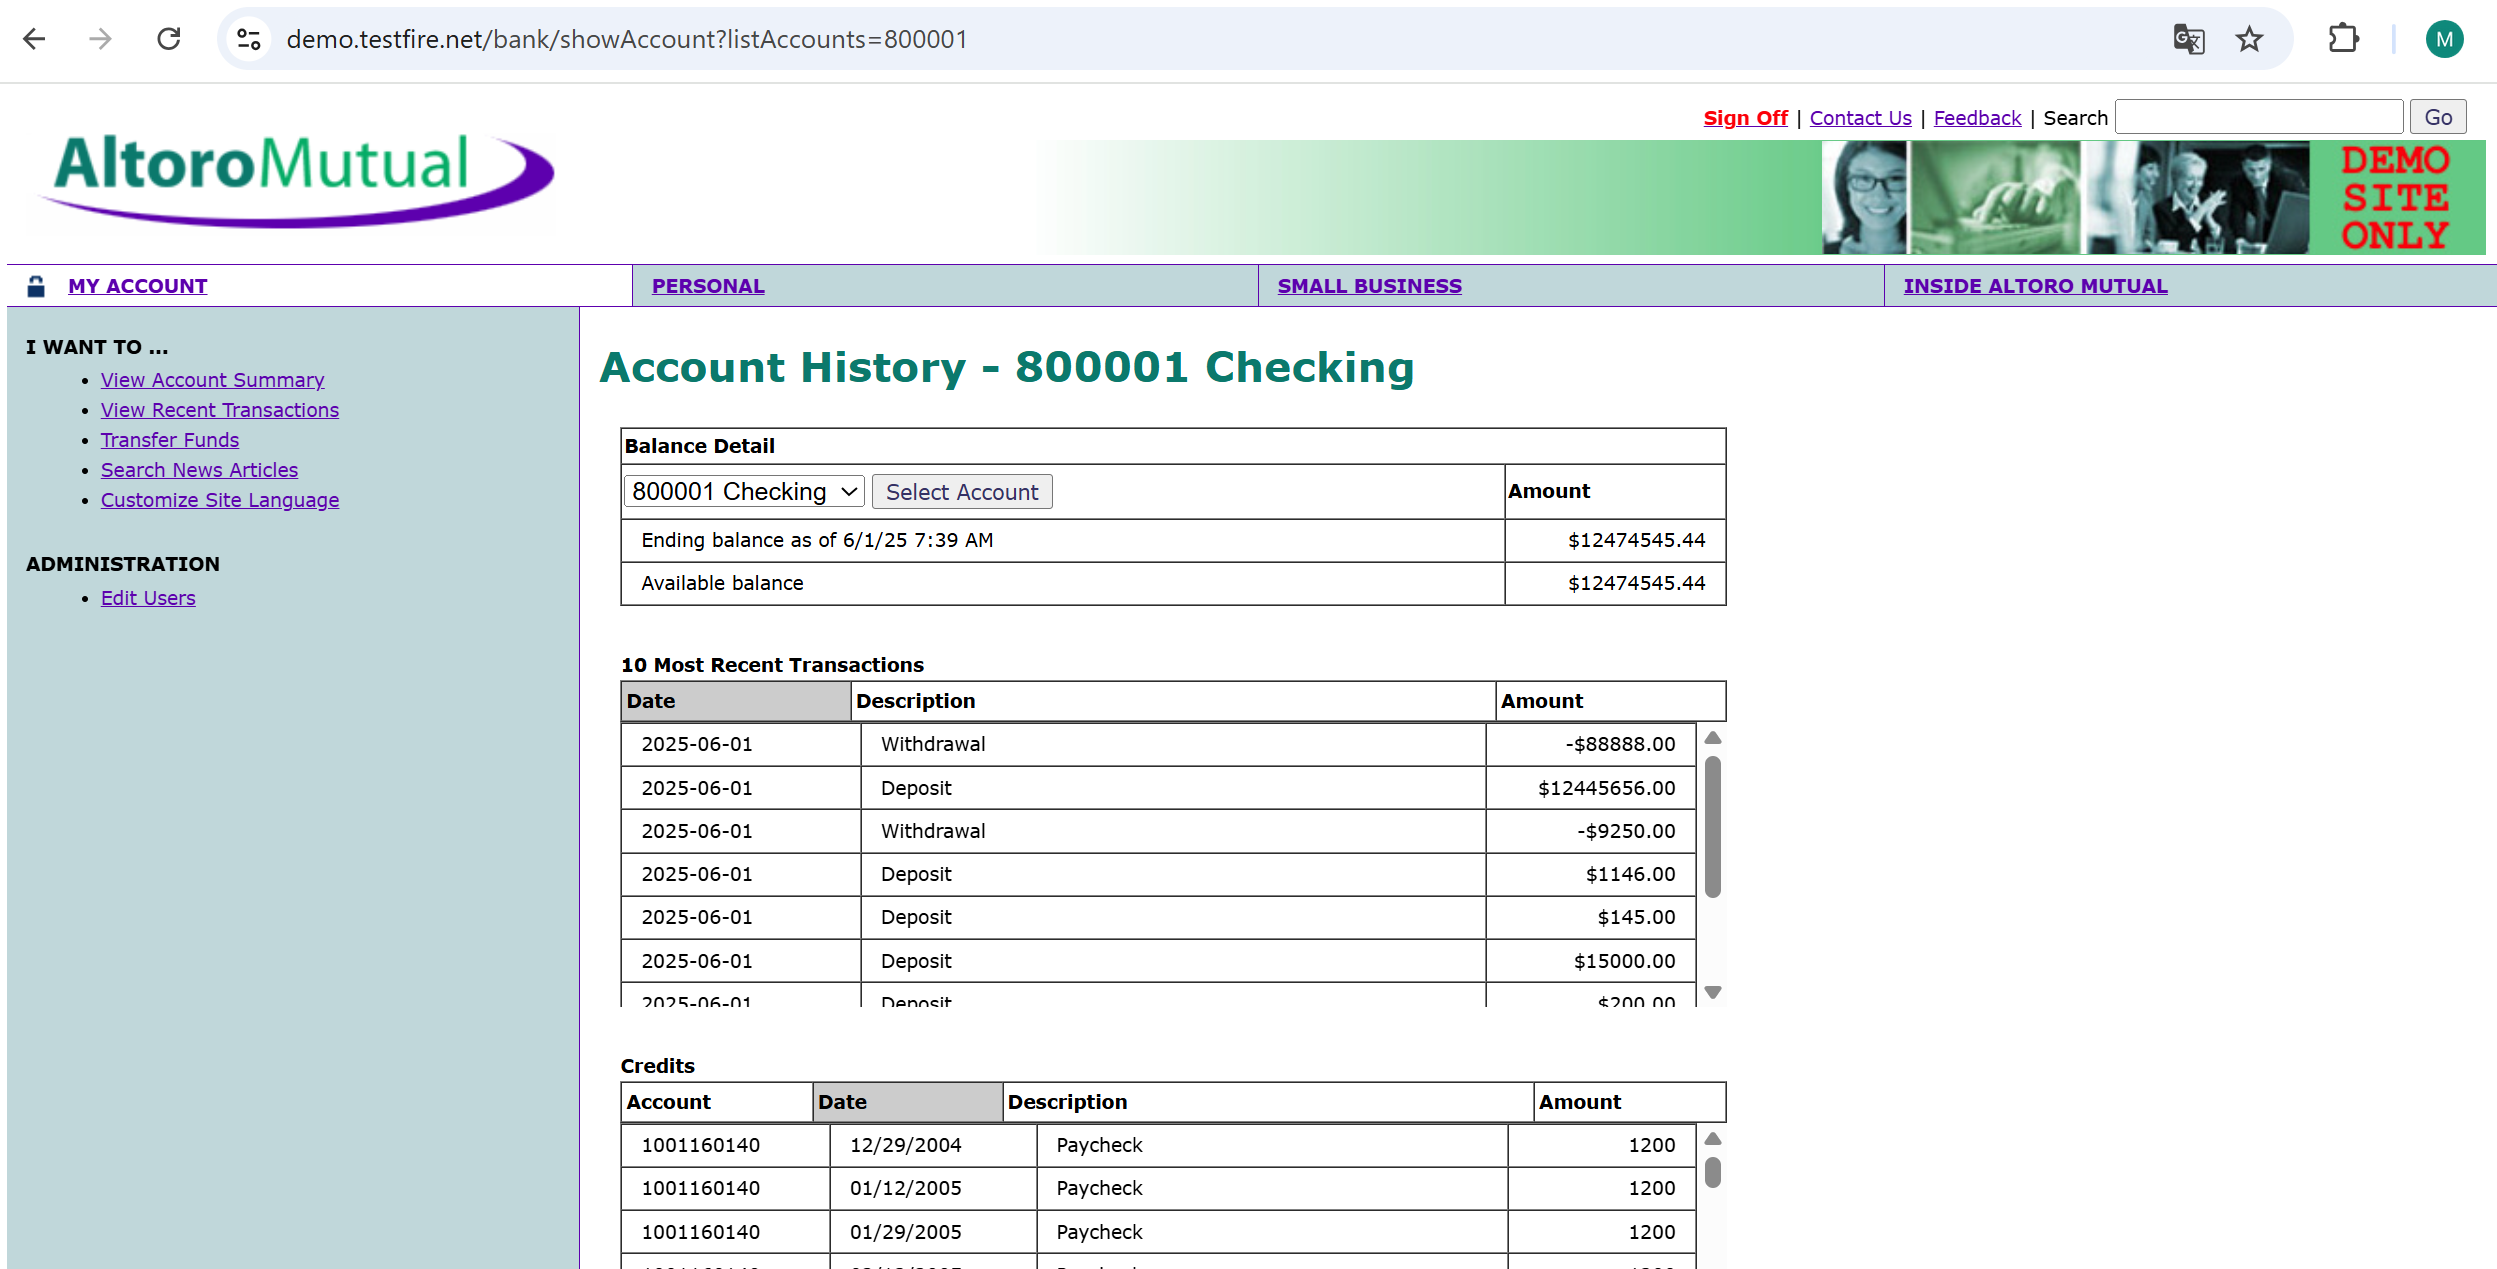 demo.testfire.net/bank/showAccount?listAccounts=800001
M
Sign Off | Contact Us | Feedback | Search Go
AltoroMutual
DEMO
SITE
ONLY
MY ACCOUNT PERSONAL SMALL BUSINESS INSIDE ALTORO MUTUAL
I WANT TO ...
View Account Summary
View Recent Transactions
Transfer Funds
Search News Articles
Customize Site Language
ADMINISTRATION
Edit Users
Account History - 800001 Checking
Balance Detail
800001 Checking Select Account Amount
Ending balance as of 6/1/25 7:39 AM $12474545.44
Available balance $12474545.44
10 Most Recent Transactions
Date Description Amount
2025-06-01 Withdrawal -$88888.00
2025-06-01 Deposit $12445656.00
2025-06-01 Withdrawal -$9250.00
2025-06-01 Deposit $1146.00
2025-06-01 Deposit $145.00
2025-06-01 Deposit $15000.00
2025-06-01 Deposit $200.00
Credits
Account Date Description Amount
1001160140 12/29/2004 Paycheck 1200
1001160140 01/12/2005 Paycheck 1200
1001160140 01/29/2005 Paycheck 1200